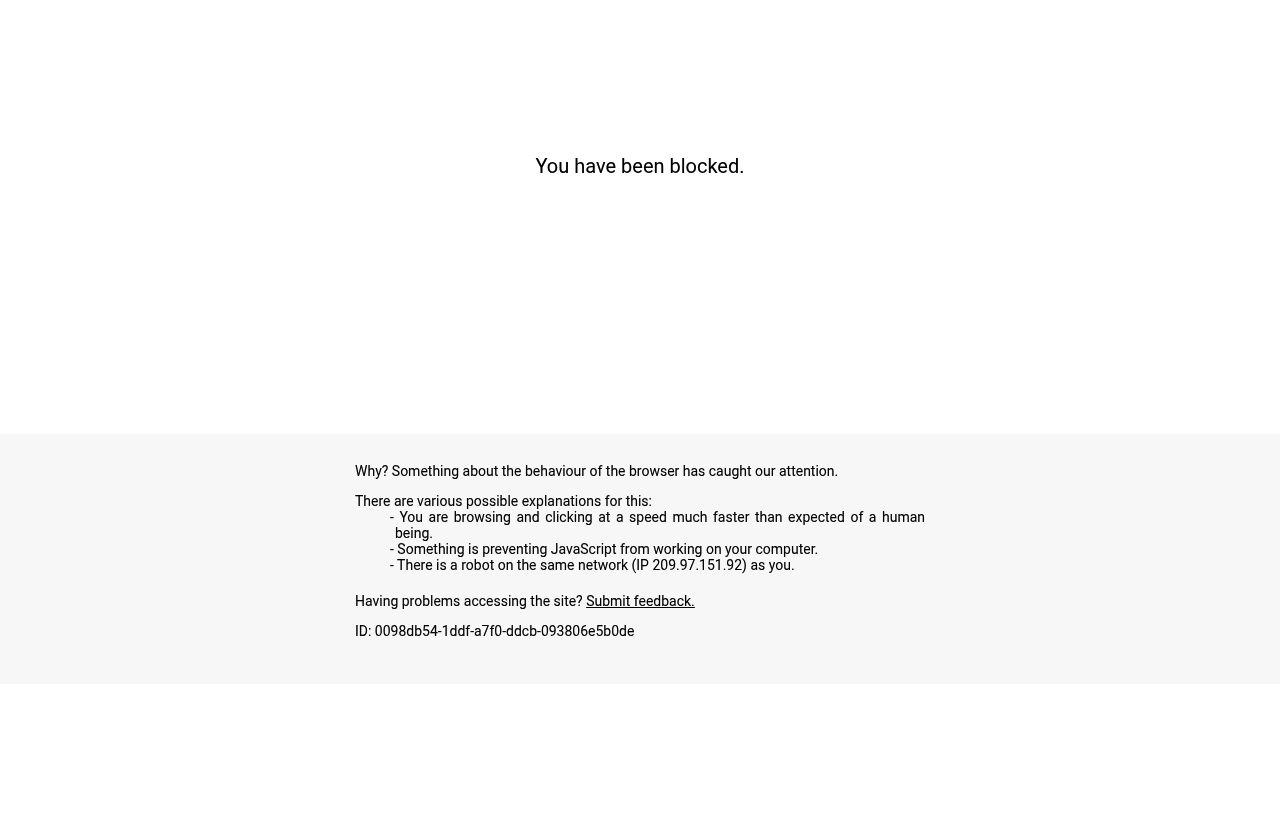 You have been blocked.
Why? Something about the behaviour of the browser has caught our attention.
There are various possible explanations for this:
- You are browsing and clicking at a speed much faster than expected of a human
being.
- Something is preventing JavaScript from working on your computer.
- There is a robot on the same network (IP 209.97.151.92) as you.
Having problems accessing the site? Submit feedback.
ID: 0098db54-1ddf-a7f0-ddcb-093806e5b0de